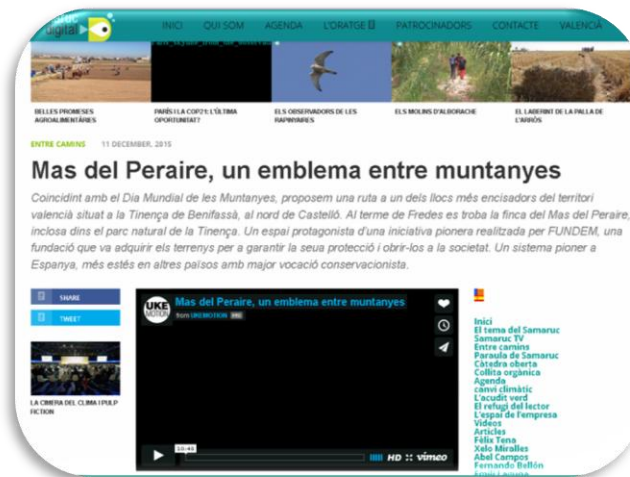 digital
INICI QUI SOM AGENDA L'ORATGE PATROCINADORS CONTACTE VALENCIÀ
BELLES PROMESES
AGROALIMENTÀRIES
PARÍS I LA COP21: L'ÚLTIMA
OPORTUNITAT?
ELS OBSERVADORS DE LES
RAPINYAIRES
ELS MOLINS D'ALBORACHE
EL LABERINT DE LA PALLA DE
L'ARRÒS
ENTRE CAMINS 11 DECEMBER, 2015
Mas del Peraire, un emblema entre muntanyes
Coincidint amb el Dia Mundial de les Muntanyes, proposem una ruta a un dels llocs més encisadors del territori
valencià situat a la Tinença de Benifassà, al nord de Castelló. Al terme de Fredes es troba la finca del Mas del Peraire,
inclosa dins el parc natural de la Tinença. Un espai protagonista d'una iniciativa pionera realitzada per FUNDEM, una
fundació que va adquirir els terrenys per a garantir la seua protecció i obrir-los a la societat. Un sistema pioner a
Espanya, més estés en altres països amb major vocació conservacionista.
SHARE
TWEET
LA CIMERA DEL CLIMA I PULP
FICTION
UKE
MOTION
Mas del Peraire, un emblema entre muntanyes
from UKEMOTION PRO
10:40
HD :: vimeo
Inici
El tema del Samaruc
Samaruc TV
Entre camins
Paraula de Samaruc
Càtedra oberta
Collita orgànica
Agenda
canvi climàtic
L'acudit verd
El refugi del lector
L'espai de l'empresa
Vídeos
Articles
Fèlix Tena
Xelo Miralles
Abel Campos
Fernando Bellón